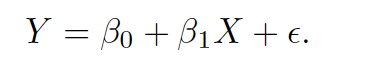 Y = β₀ + β₁X + ϵ.